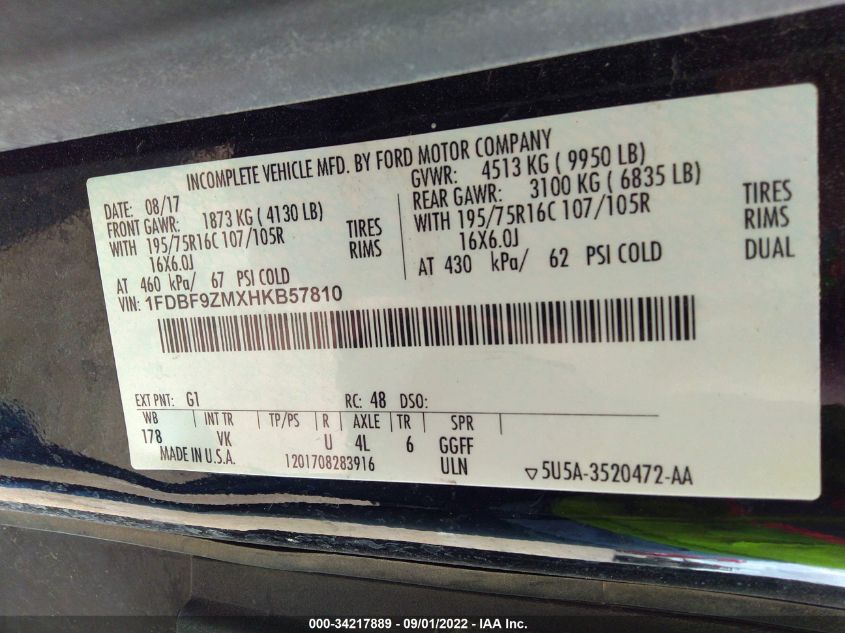 INCOMPLETE VEHICLE MFD. BY FORD MOTOR COMPANY
DATE: 08/17
FRONT GAWR: 1873 KG ( 4130 LB)
WITH 195/75R16C 107/105R TIRES
16X6.0J RIMS
AT 460 kPa/ 67 PSI COLD
GVWR: 4513 KG ( 9950 LB)
REAR GAWR: 3100 KG ( 6835 LB)
WITH 195/75R16C 107/105R TIRES
16X6.0J RIMS
AT 430 kPa/ 62 PSI COLD DUAL
VIN: 1FDBF9ZMXHKB57810
EXT PNT: G1 RC: 48 DSO:
WB INT TR TP/PS R AXLE TR SPR
178 VK U 4L 6 GGFF
MADE IN U.S.A. 1201708283916 ULN 5U5A-3520472-AA
000-34217889 - 09/01/2022 - IAA Inc.